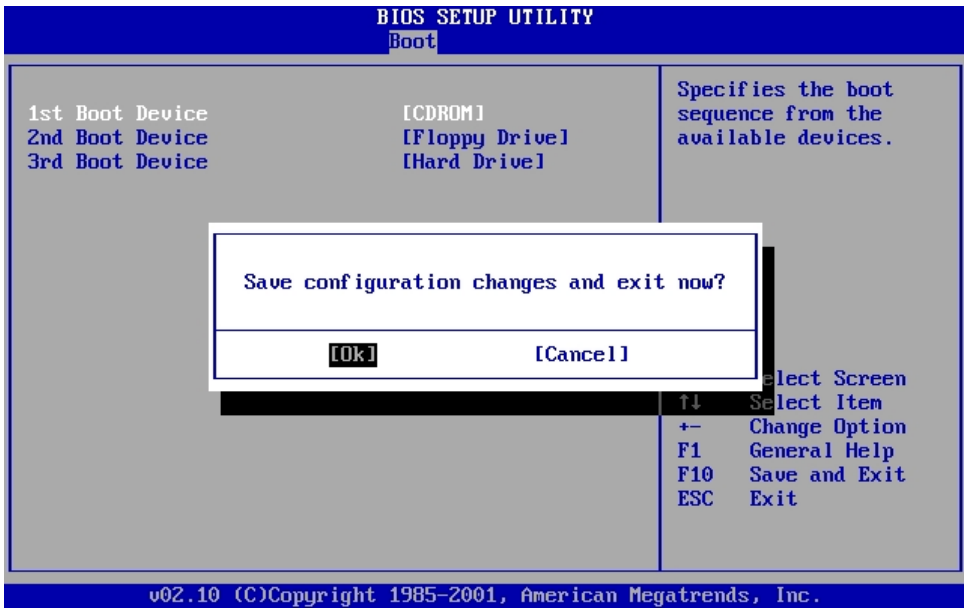 BIOS SETUP UTILITY
Boot
1st Boot Device [CDROM]
2nd Boot Device [Floppy Drive]
3rd Boot Device [Hard Drive]
Specifies the boot
sequence from the
available devices.
Save configuration changes and exit now?
[Ok] [Cancel]
elect Screen
↑↓ Select Item
+- Change Option
F1 General Help
F10 Save and Exit
ESC Exit
v02.10 (C)Copyright 1985-2001, American Megatrends, Inc.